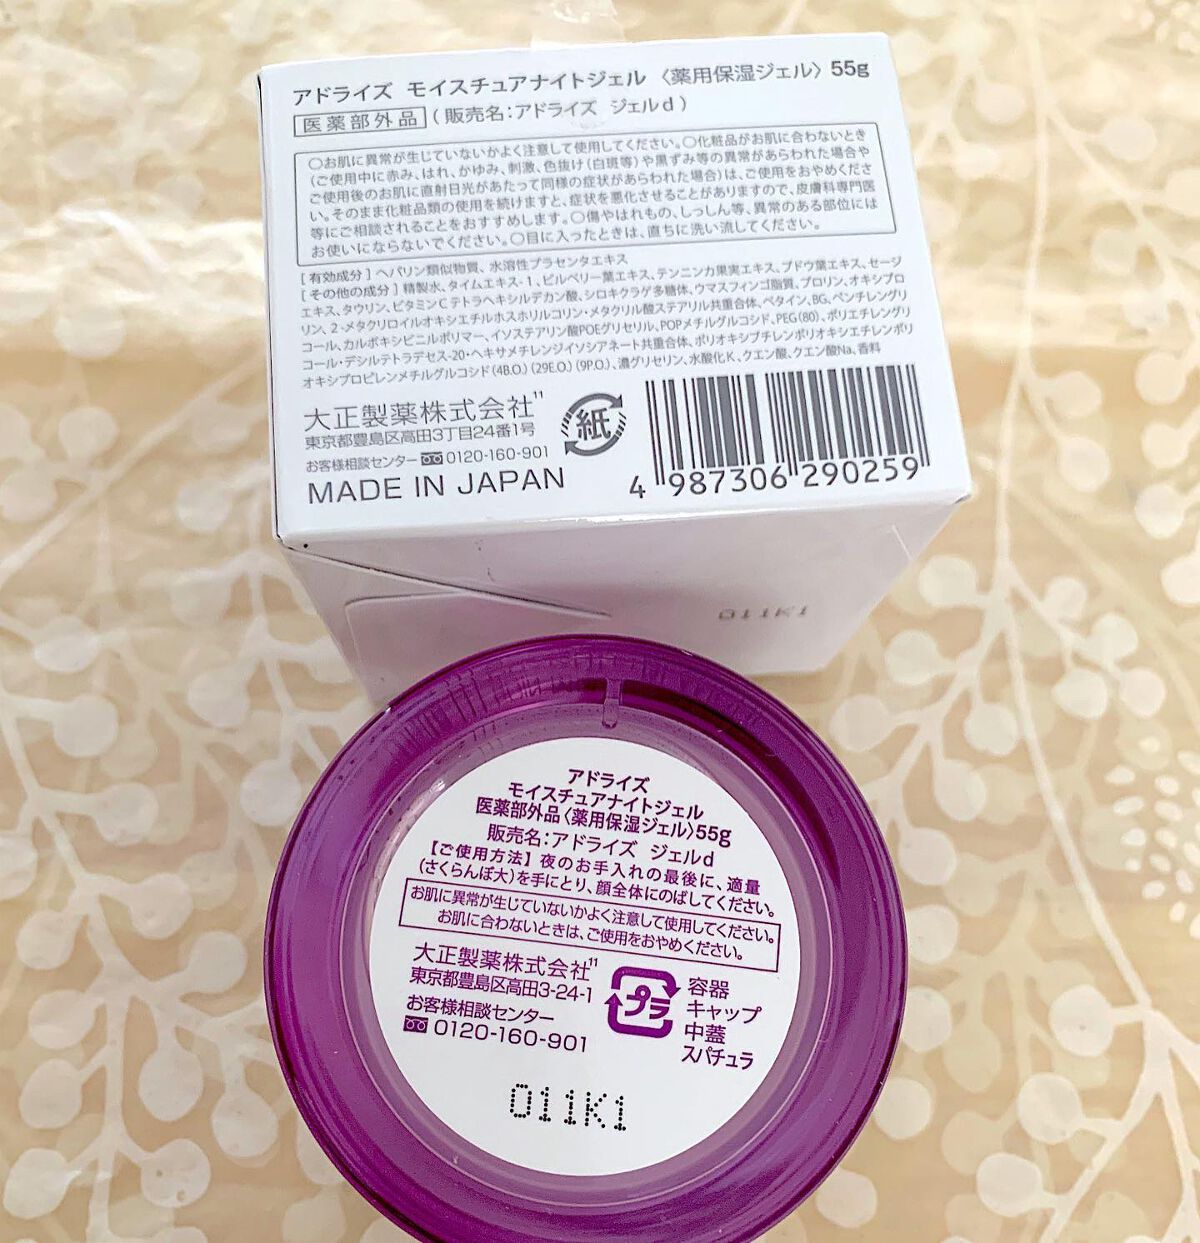 アドライズ モイスチュアナイトジェル 〈薬用保湿ジェル〉 55g
医薬部外品 (販売名:アドライズ ジェルd)
○お肌に異常が生じていないかよく注意して使用してください。○化粧品がお肌に合わないとき
(ご使用中に赤み、はれ、かゆみ、刺激、色抜け(白斑等)や黒ずみ等の異常があらわれた場合や
ご使用後のお肌に直射日光があたって同様の症状があらわれた場合)は、ご使用をおやめくださ
い。そのまま化粧品類の使用を続けますと、症状を悪化させることがありますので、皮膚科専門医
等にご相談されることをおすすめします。○傷やはれもの、しっしん等、異常のある部位には
お使いにならないでください。○目に入ったときは、直ちに洗い流してください。
[有効成分] ヘパリン類似物質、水溶性プラセンタエキス
[その他の成分] 精製水、タイムエキス-1、ビルベリー葉エキス、テンニンカ果実エキス、ブドウ葉エキス、セージ
エキス、タウリン、ビタミンCテトラヘキシルデカン酸、シロキクラゲ多糖体、ウマスフィンゴ脂質、プロリン、オキシプロ
リン、2-メタクリロイルオキシエチルホスホリルコリン・メタクリル酸ステアリル共重合体、ベタイン、BG、ペンチレングリ
コール、カルボキシビニルポリマー、イソステアリン酸POEグリセリル、POPメチルグルコシド、PEG(80)、ポリエチレングリ
コール・デシルテトラデセス-20・ヘキサメチレンジイソシアネート共重合体、ポリオキシブチレンポリオキシエチレンポリ
オキシプロピレンメチルグルコシド(4B.O.)(29E.O.)(9P.O.)、濃グリセリン、水酸化K、クエン酸、クエン酸Na、香料
大正製薬株式会社11
東京都豊島区高田3丁目24番1号
お客様相談センター 0120-160-901
MADE IN JAPAN
紙
4 987306 290259
011K1
アドライズ
モイスチュアナイトジェル
医薬部外品〈薬用保湿ジェル〉55g
販売名:アドライズ ジェルd
【ご使用方法】夜のお手入れの最後に、適量
(さくらんぼ大)を手にとり、顔全体にのばしてください。
お肌に異常が生じていないかよく注意して使用してください。
お肌に合わないときは、ご使用をおやめください。
大正製薬株式会社11
東京都豊島区高田3-24-1
お客様相談センター
0120-160-901
プラ
容器
キャップ
中蓋
スパチュラ
011K1